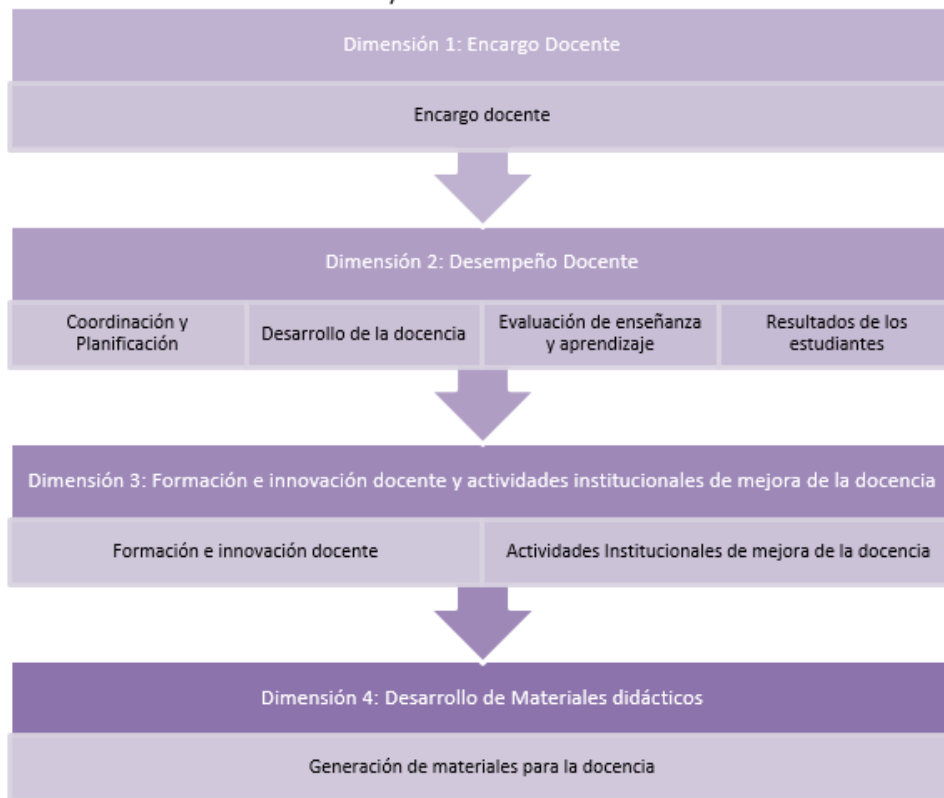 Dimensión 1: Encargo Docente
Encargo docente
Dimensión 2: Desempeño Docente
Coordinación y
Planificación
Desarrollo de la docencia
Evaluación de enseñanza
y aprendizaje
Resultados de los
estudiantes
Dimensión 3: Formación e innovación docente y actividades institucionales de mejora de la docencia
Formación e innovación docente
Actividades Institucionales de mejora de la docencia
Dimensión 4: Desarrollo de Materiales didácticos
Generación de materiales para la docencia